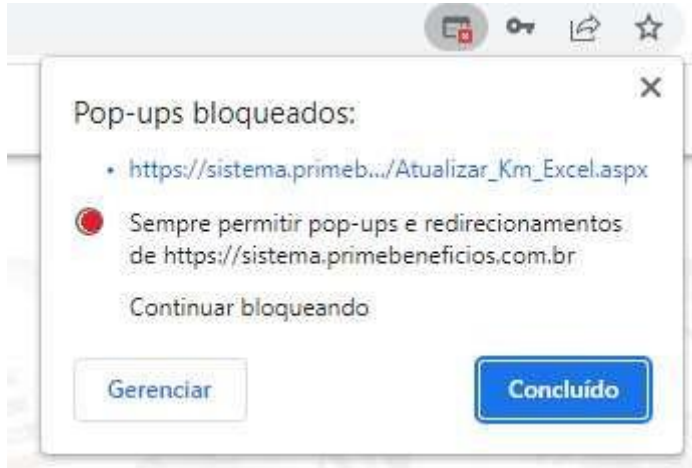 Pop-ups bloqueados:
https://sistema.primeb.../Atualizar_Km_Excel.aspx
Sempre permitir pop-ups e redirecionamentos
de https://sistema.primebeneficios.com.br
Continuar bloqueando
Gerenciar
Concluído